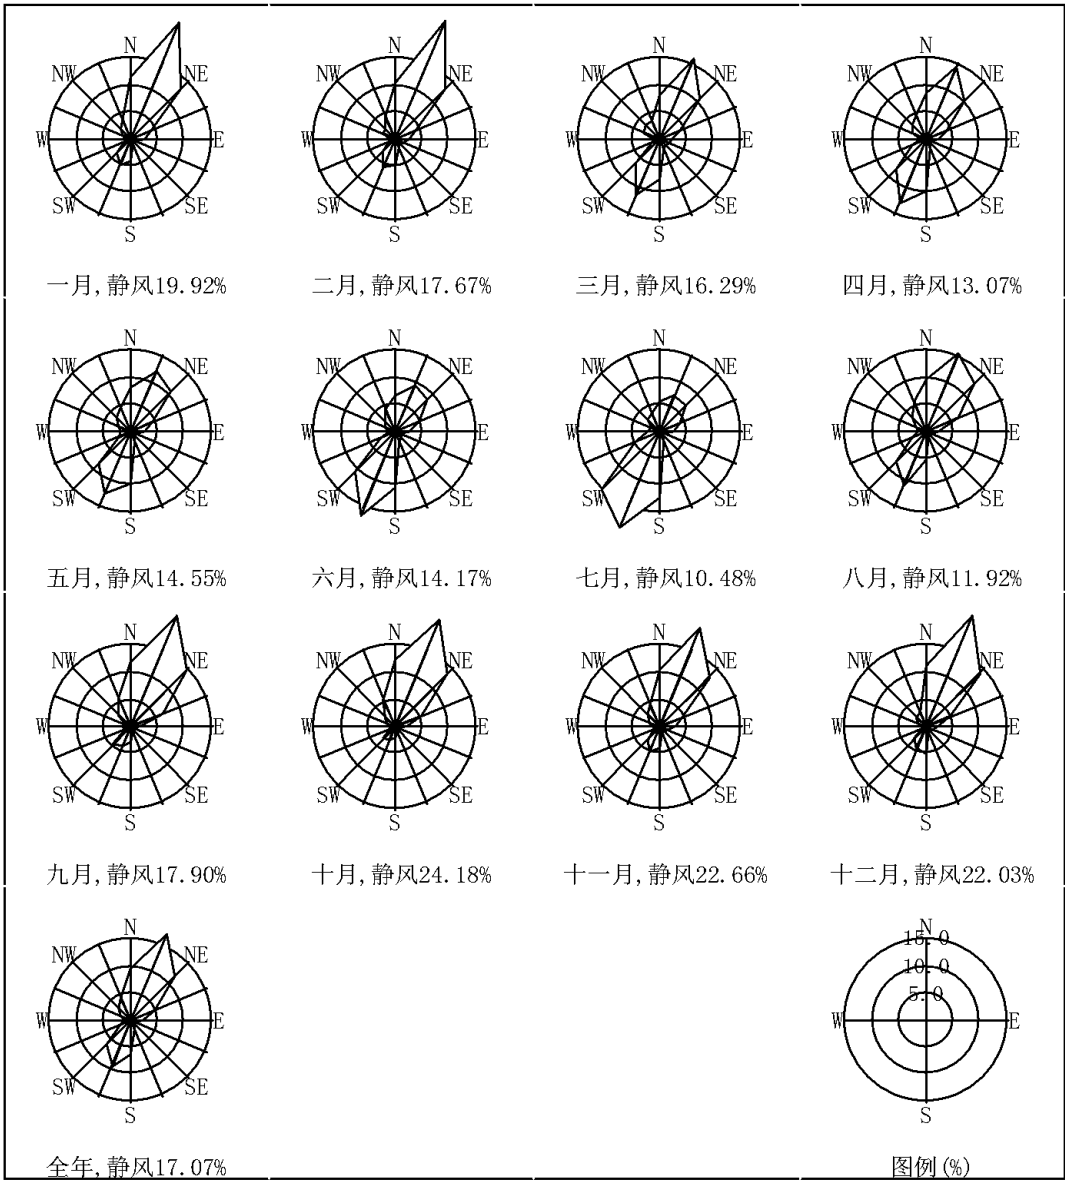 N N N N
NW NE NW NE NW NE NW NE
W E W E W E W E
SW SE SW SE SW SE SW SE
S S S S
一月,静风19.92% 二月,静风17.67% 三月,静风16.29% 四月,静风13.07%
N N N N
NW NE NW NE NW NE NW NE
W E W E W E W E
SW SE SW SE SW SE SW SE
S S S S
五月,静风14.55% 六月,静风14.17% 七月,静风10.48% 八月,静风11.92%
N N N N
NW NE NW NE NW NE NW NE
W E W E W E W E
SW SE SW SE SW SE SW SE
S S S S
九月,静风17.90% 十月,静风24.18% 十一月,静风22.66% 十二月,静风22.03%
N N
15.0
NW NE 10.0
5.0
W E W E
SW SE
S S
全年,静风17.07% 图例(%)